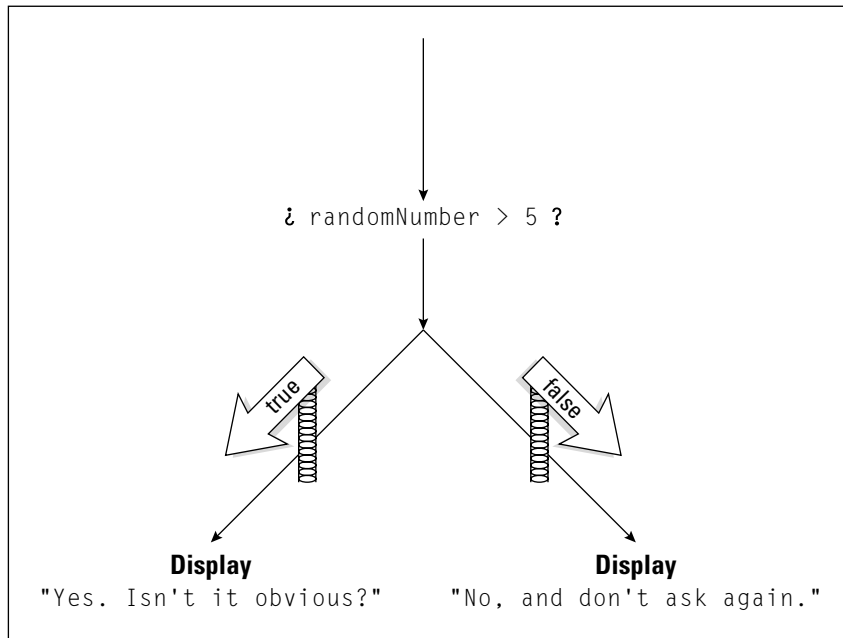 ¿ randomNumber > 5 ?
true
false
Display
"Yes. Isn't it obvious?"
Display
"No, and don't ask again."